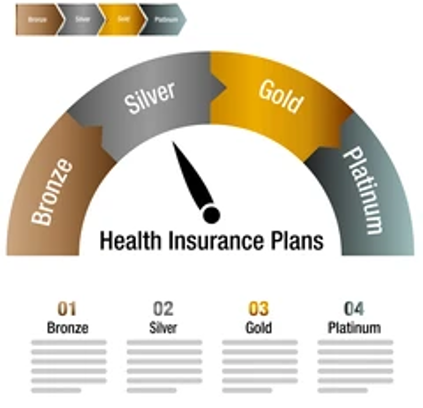 Bronze Silver Gold Platinum
Silver Gold
Bronze Platinum
Health Insurance Plans
01 02 03 04
Bronze Silver Gold Platinum